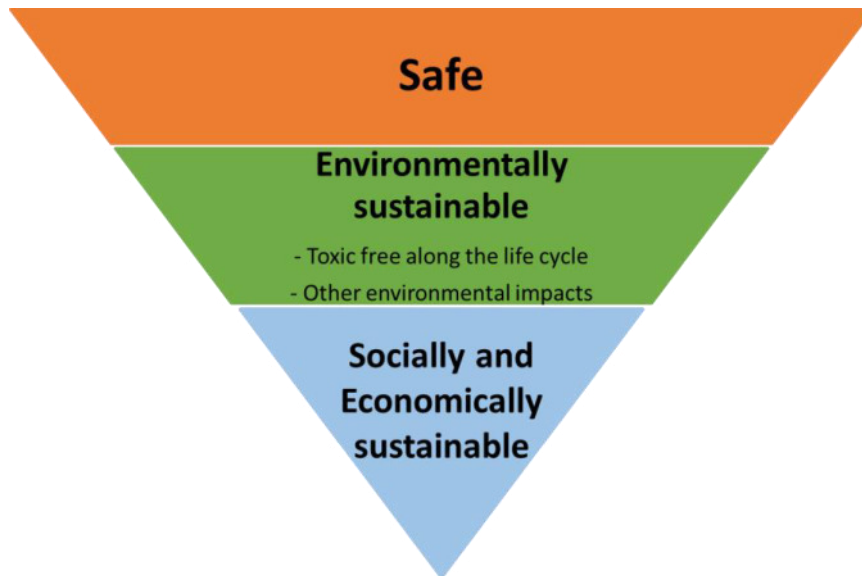 Safe
Environmentally
sustainable
- Toxic free along the life cycle
- Other environmental impacts
Socially and
Economically
sustainable